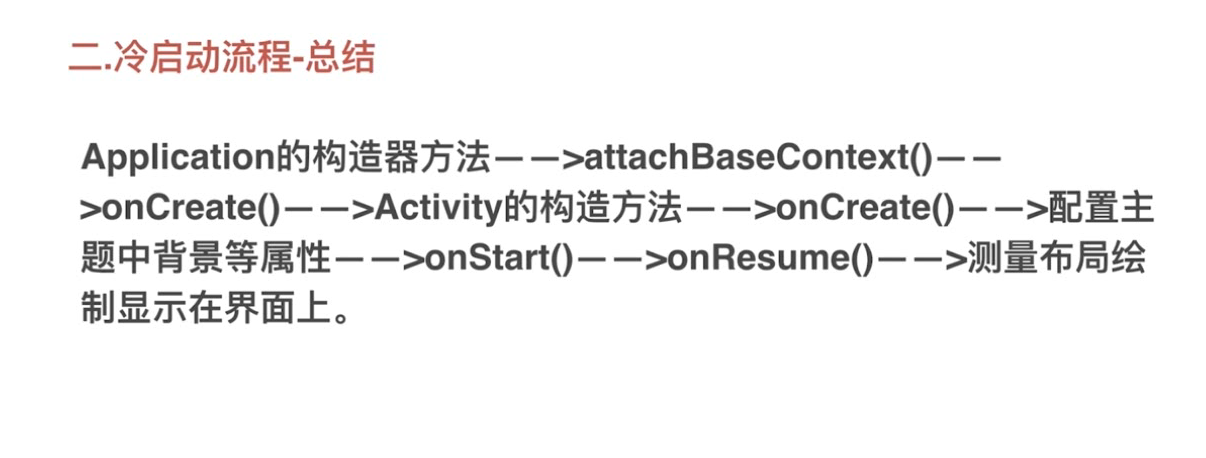 二.冷启动流程-总结
Application的构造器方法——>attachBaseContext()——
>onCreate()——>Activity的构造方法——>onCreate()——>配置主
题中背景等属性——>onStart()——>onResume()——>测量布局绘
制显示在界面上。